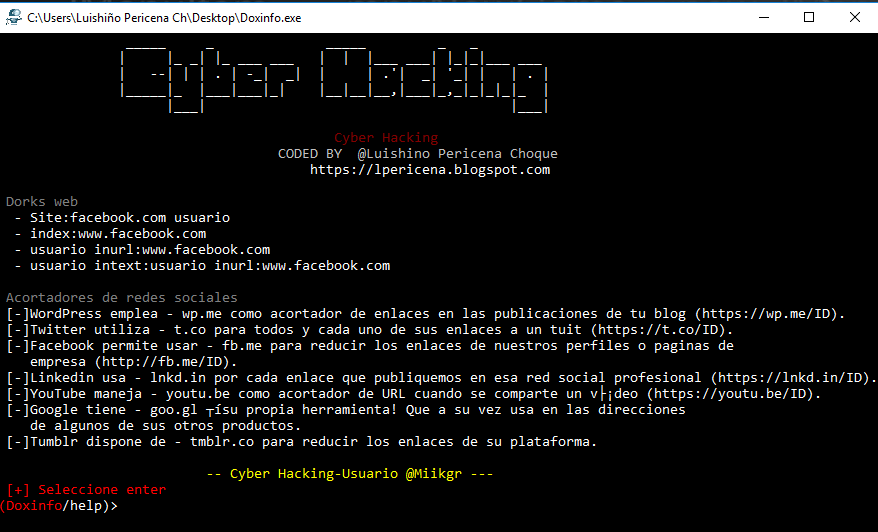 C:\Users\Luishiño Pericena Ch\Desktop\Doxinfo.exe
Cyber Hacking
Cyber Hacking
CODED BY  @Luishino Pericena Choque
https://lpericena.blogspot.com
Dorks web
- Site:facebook.com usuario
- index:www.facebook.com
- usuario inurl:www.facebook.com
- usuario intext:usuario inurl:www.facebook.com
Acortadores de redes sociales
[-]WordPress emplea - wp.me como acortador de enlaces en las publicaciones de tu blog (https://wp.me/ID).
[-]Twitter utiliza - t.co para todos y cada uno de sus enlaces a un tuit (https://t.co/ID).
[-]Facebook permite usar - fb.me para reducir los enlaces de nuestros perfiles o paginas de
empresa (http://fb.me/ID).
[-]Linkedin usa - lnkd.in por cada enlace que publiquemos en esa red social profesional (https://lnkd.in/ID).
[-]YouTube maneja - youtu.be como acortador de URL cuando se comparte un v├¡deo (https://youtu.be/ID).
[-]Google tiene - goo.gl ┬ísu propia herramienta! Que a su vez usa en las direcciones
de algunos de sus otros productos.
[-]Tumblr dispone de - tmblr.co para reducir los enlaces de su plataforma.
-- Cyber Hacking-Usuario @Miikgr ---
[+] Seleccione enter
(Doxinfo/help)>